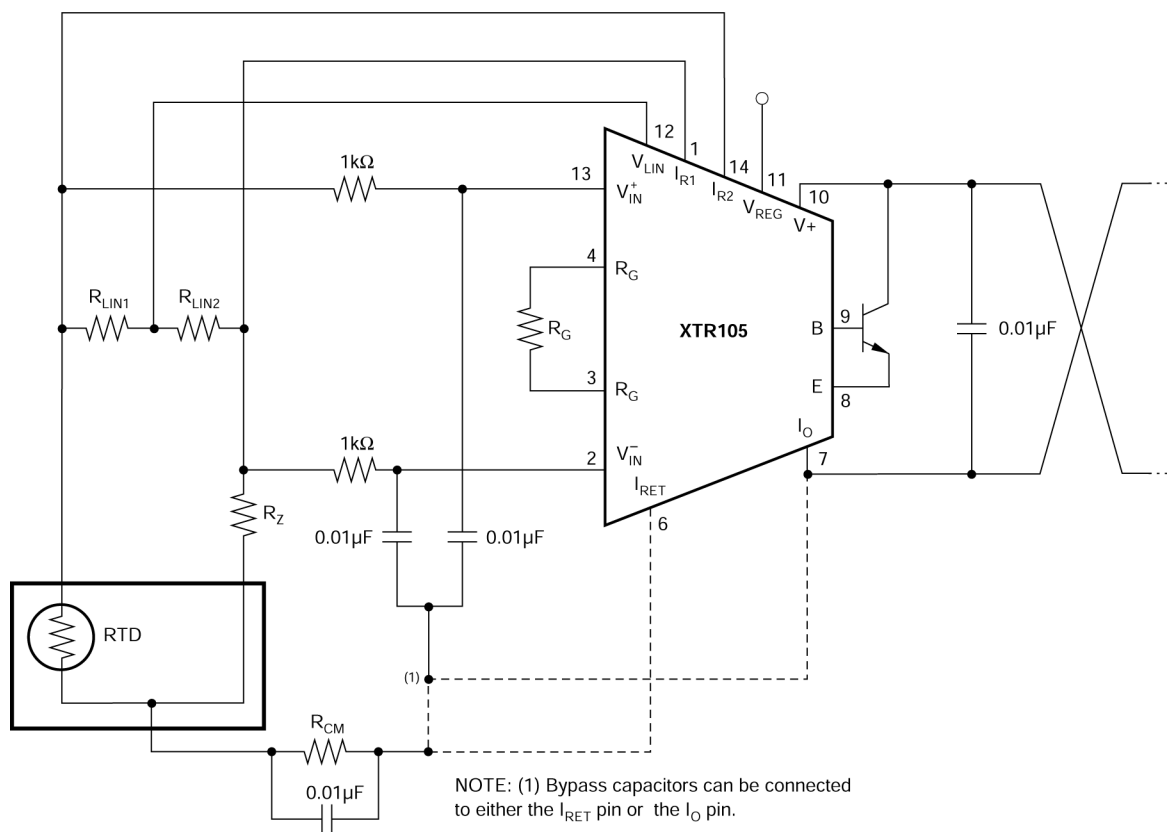 12
1
14
11
10
1kΩ
13
V_LIN
I_R1
I_R2
V_REG
V+
V_IN^+
4
R_G
R_LIN1
R_LIN2
R_G
XTR105
B
9
0.01µF
3
R_G
E
8
1kΩ
I_O
2
V_IN^−
7
I_RET
6
R_Z
0.01µF
0.01µF
RTD
(1)
R_CM
0.01µF
NOTE: (1) Bypass capacitors can be connected
to either the I_RET pin or the I_O pin.